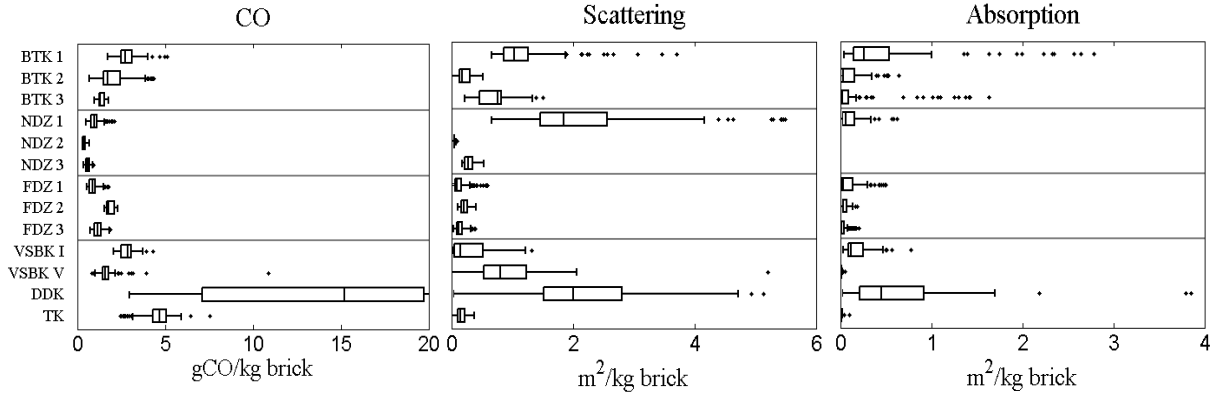 CO
Scattering
Absorption
BTK 1
BTK 2
BTK 3
NDZ 1
NDZ 2
NDZ 3
FDZ 1
FDZ 2
FDZ 3
VSBK I
VSBK V
DDK
TK
0 5 10 15 20
0 2 4 6
0 1 2 3 4
gCO/kg brick
m²/kg brick
m²/kg brick